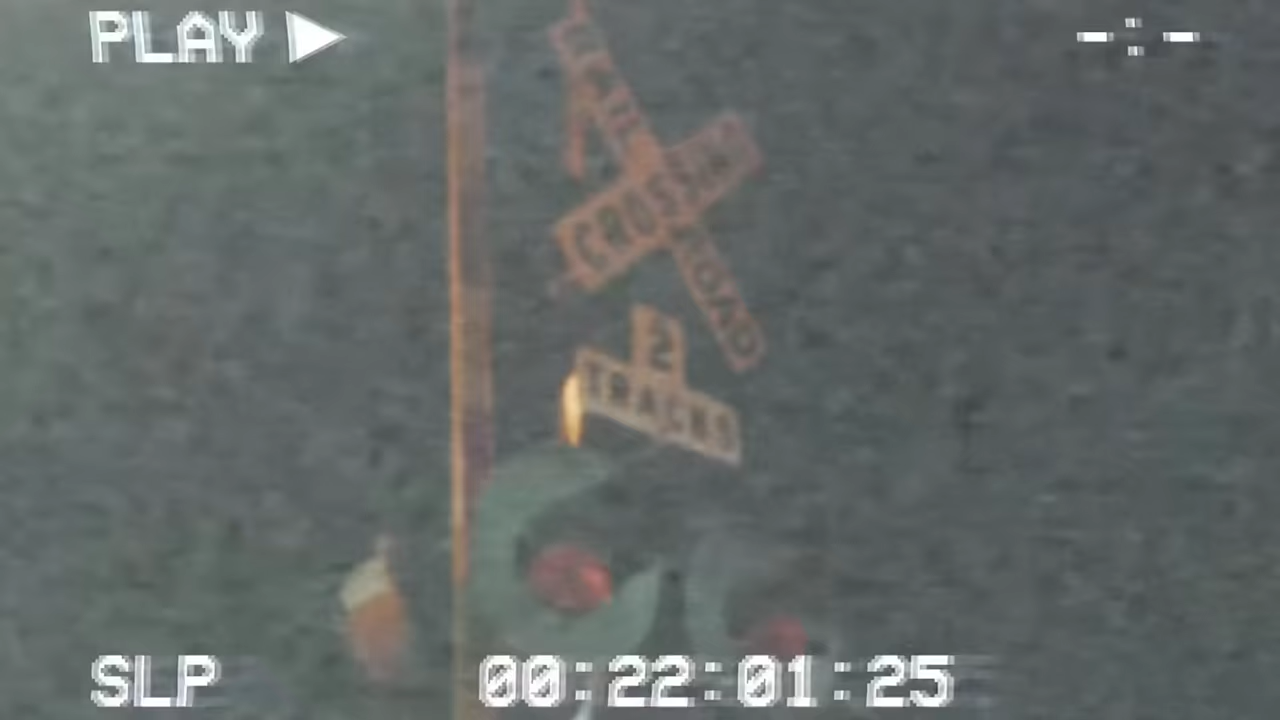 PLAY
-:-
RAIL
CROSSING
ROAD
2
TRACKS
SLP 00:22:01:25